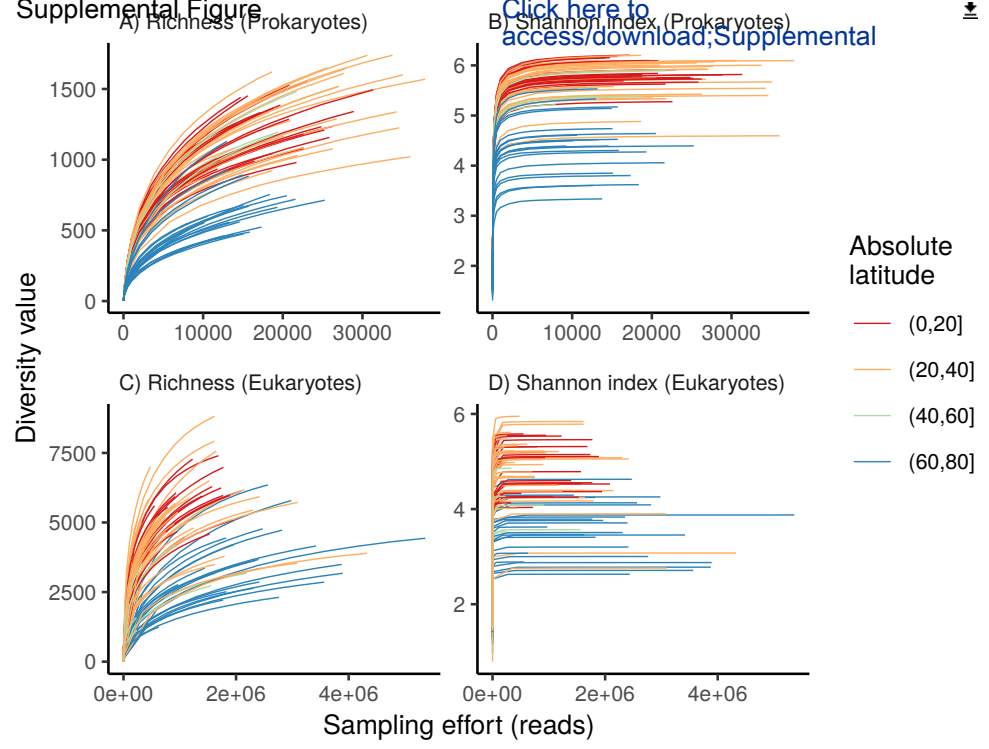 Supplemental Figure
Click here to
access/download;Supplemental
A) Richness (Prokaryotes)
B) Shannon index (Prokaryotes)
1500
1000
500
0
0
10000
20000
30000
6
5
4
3
2
0
10000
20000
30000
Diversity value
C) Richness (Eukaryotes)
D) Shannon index (Eukaryotes)
7500
5000
2500
0
0e+00
2e+06
4e+06
6
4
2
0e+00
2e+06
4e+06
Sampling effort (reads)
Absolute
latitude
(0,20]
(20,40]
(40,60]
(60,80]